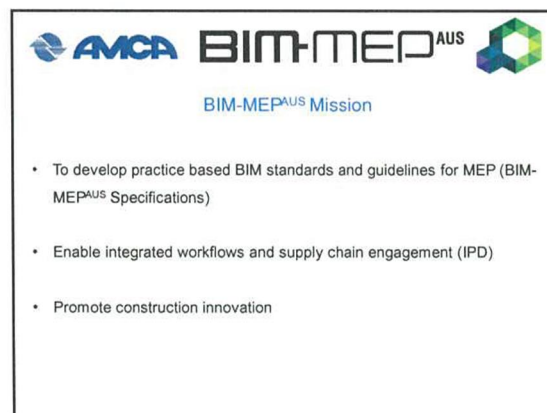 AMCA BIM-MEPAUS
BIM-MEPAUS Mission
• To develop practice based BIM standards and guidelines for MEP (BIM-
MEPAUS Specifications)
• Enable integrated workflows and supply chain engagement (IPD)
• Promote construction innovation